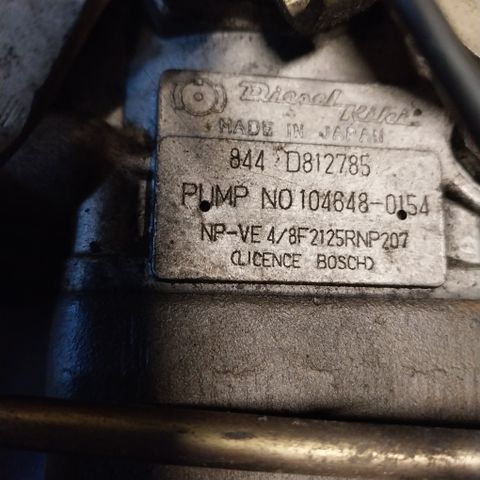 Diesel Kiki
MADE IN JAPAN
844 D812785
PUMP NO 104648-0154
NP-VE 4/8F2125RNP207
(LICENCE BOSCH)